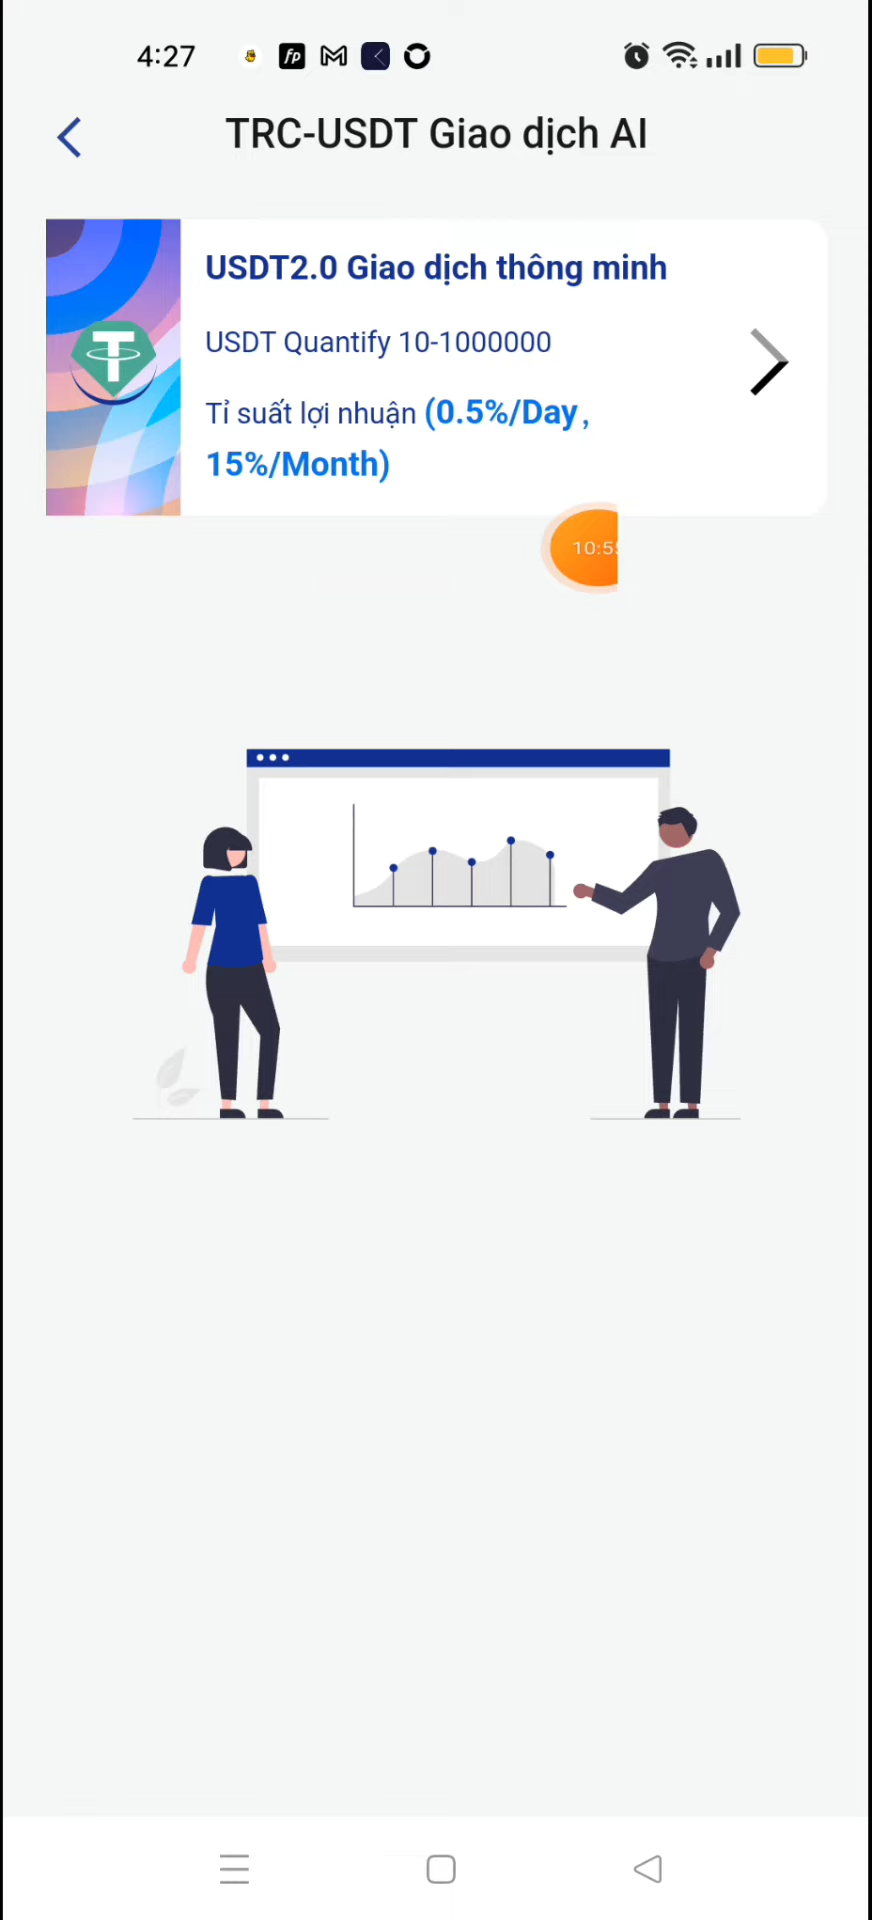 4:27
fp
TRC-USDT Giao dịch AI
USDT2.0 Giao dịch thông minh
USDT Quantify 10-1000000
Tỉ suất lợi nhuận (0.5%/Day,
15%/Month)